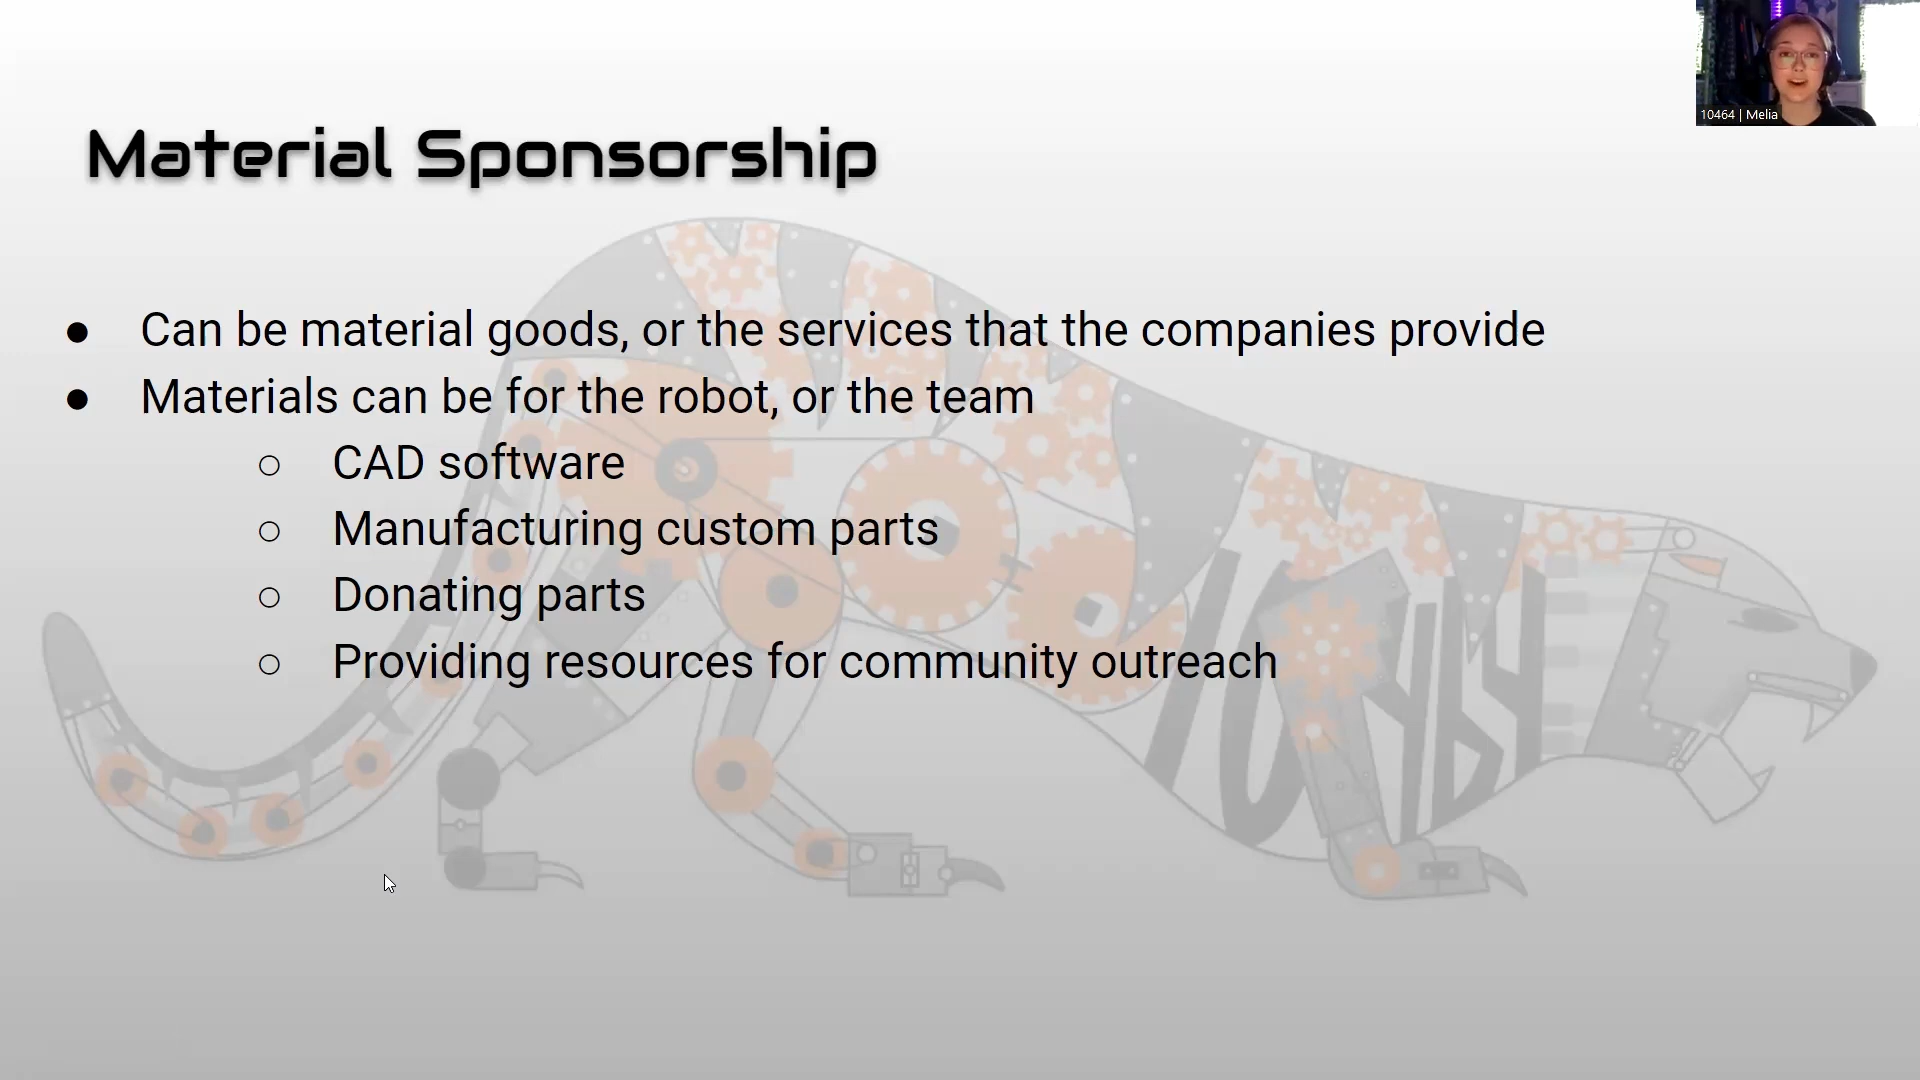 10464 | Melia
Material Sponsorship
● Can be material goods, or the services that the companies provide
● Materials can be for the robot, or the team
○ CAD software
○ Manufacturing custom parts
○ Donating parts
○ Providing resources for community outreach
10464